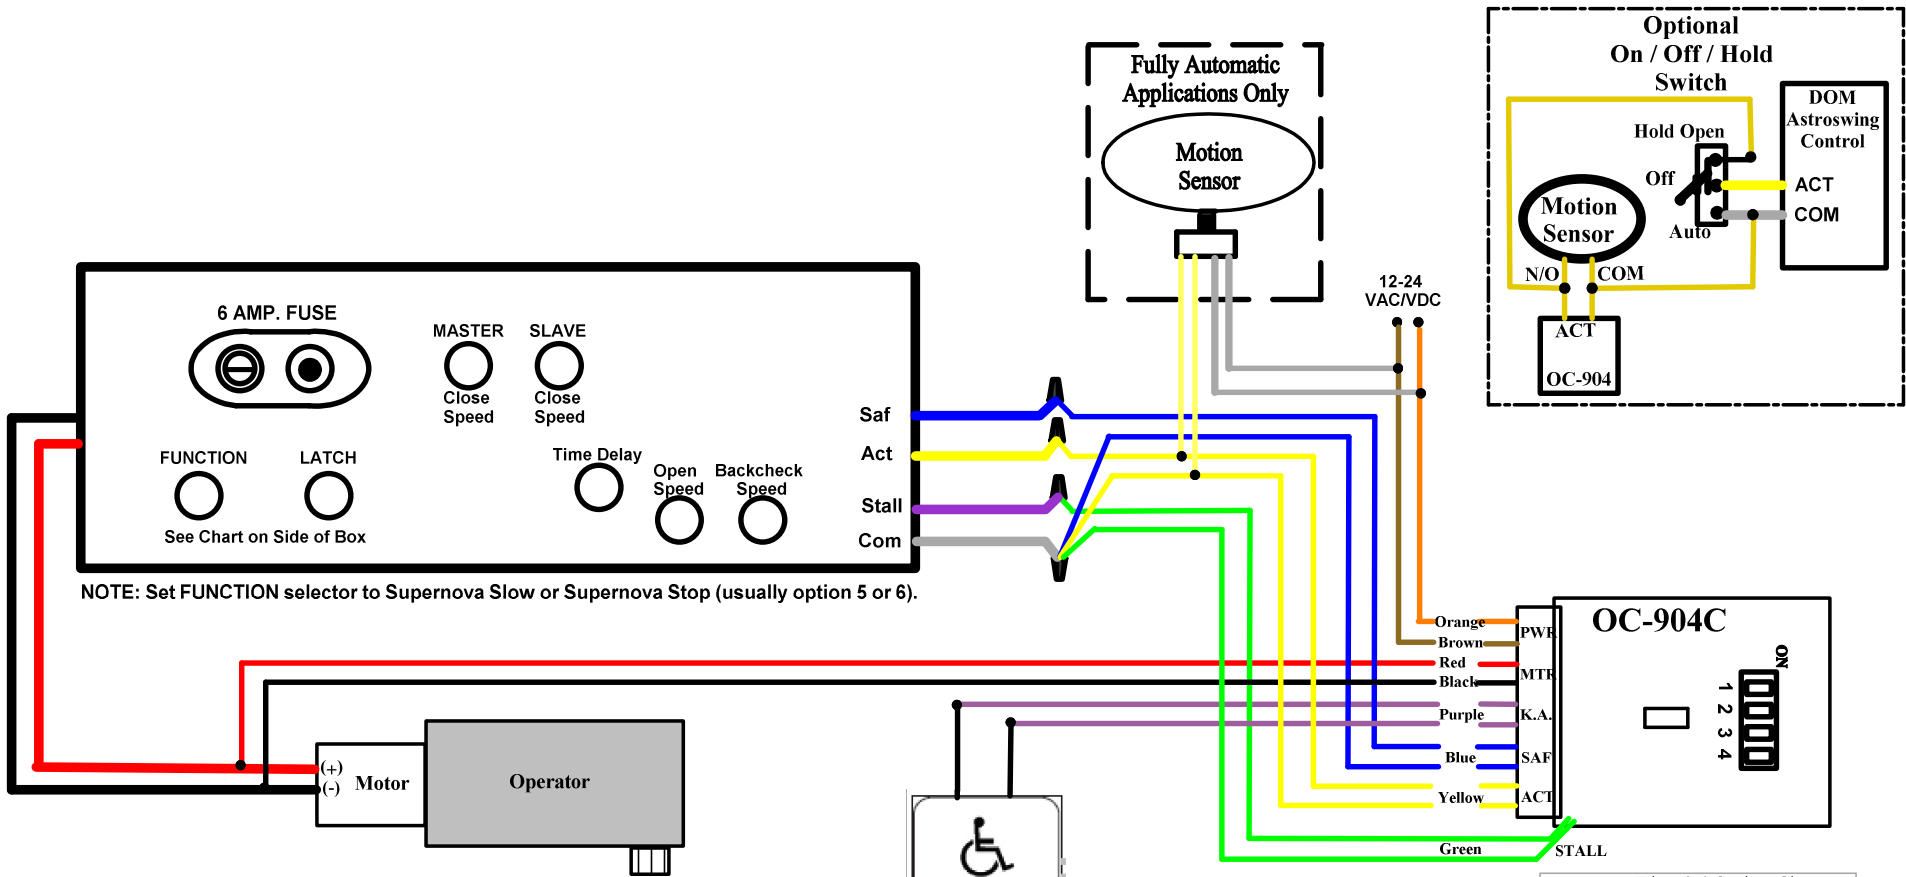 Optional
On / Off / Hold
Switch
DOM
Astroswing
Control
Hold Open
Off
Auto
ACT
COM
Motion
Sensor
N/O
COM
ACT
OC-904
Fully Automatic
Applications Only
Motion
Sensor
12-24
VAC/VDC
6 AMP. FUSE
MASTER
Close
Speed
SLAVE
Close
Speed
FUNCTION
LATCH
See Chart on Side of Box
Time Delay
Open
Speed
Backcheck
Speed
Saf
Act
Stall
Com
NOTE: Set FUNCTION selector to Supernova Slow or Supernova Stop (usually option 5 or 6).
Orange
Brown
Red
Black
Purple
Blue
Yellow
Green
PWR
MTR
K.A.
SAF
ACT
STALL
OC-904C
ON
1
2
3
4
(+)
(-)
Motor
Operator